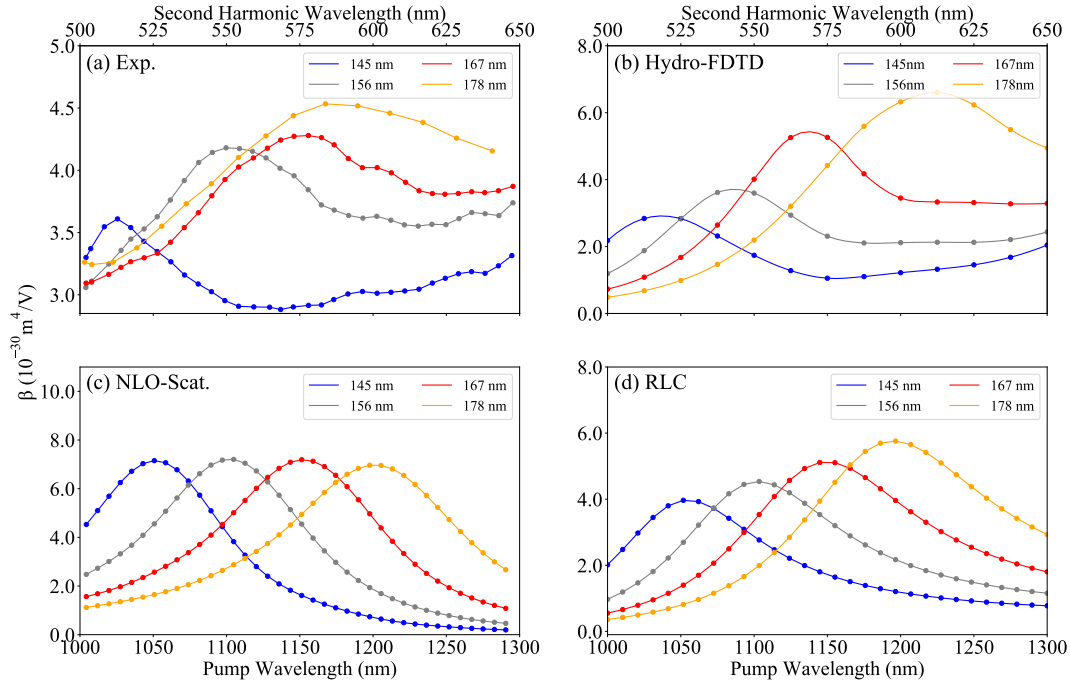 Second Harmonic Wavelength (nm)
500 525 550 575 600 625 650
5.0
4.5
4.0
3.5
3.0
(a) Exp.
145 nm
156 nm
167 nm
178 nm
Second Harmonic Wavelength (nm)
500 525 550 575 600 625 650
8.0
6.0
4.0
2.0
0.0
(b) Hydro-FDTD
145nm
156nm
167nm
178nm
β (10⁻³⁰m⁴/V)
10.0
8.0
6.0
4.0
2.0
0.0
(c) NLO-Scat.
145 nm
156 nm
167 nm
178 nm
1000 1050 1100 1150 1200 1250 1300
Pump Wavelength (nm)
8.0
6.0
4.0
2.0
0.0
(d) RLC
145 nm
156 nm
167 nm
178 nm
1000 1050 1100 1150 1200 1250 1300
Pump Wavelength (nm)